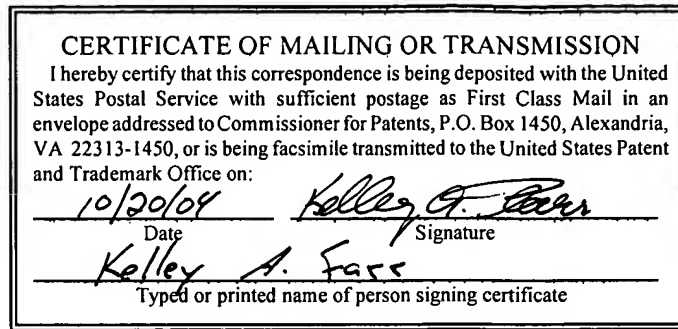 CERTIFICATE OF MAILING OR TRANSMISSION
I hereby certify that this correspondence is being deposited with the United
States Postal Service with sufficient postage as First Class Mail in an
envelope addressed to Commissioner for Patents, P.O. Box 1450, Alexandria,
VA 22313-1450, or is being facsimile transmitted to the United States Patent
and Trademark Office on:
10/20/04 Kelley A.
Date Signature
Kelley A. Farr
Typed or printed name of person signing certificate